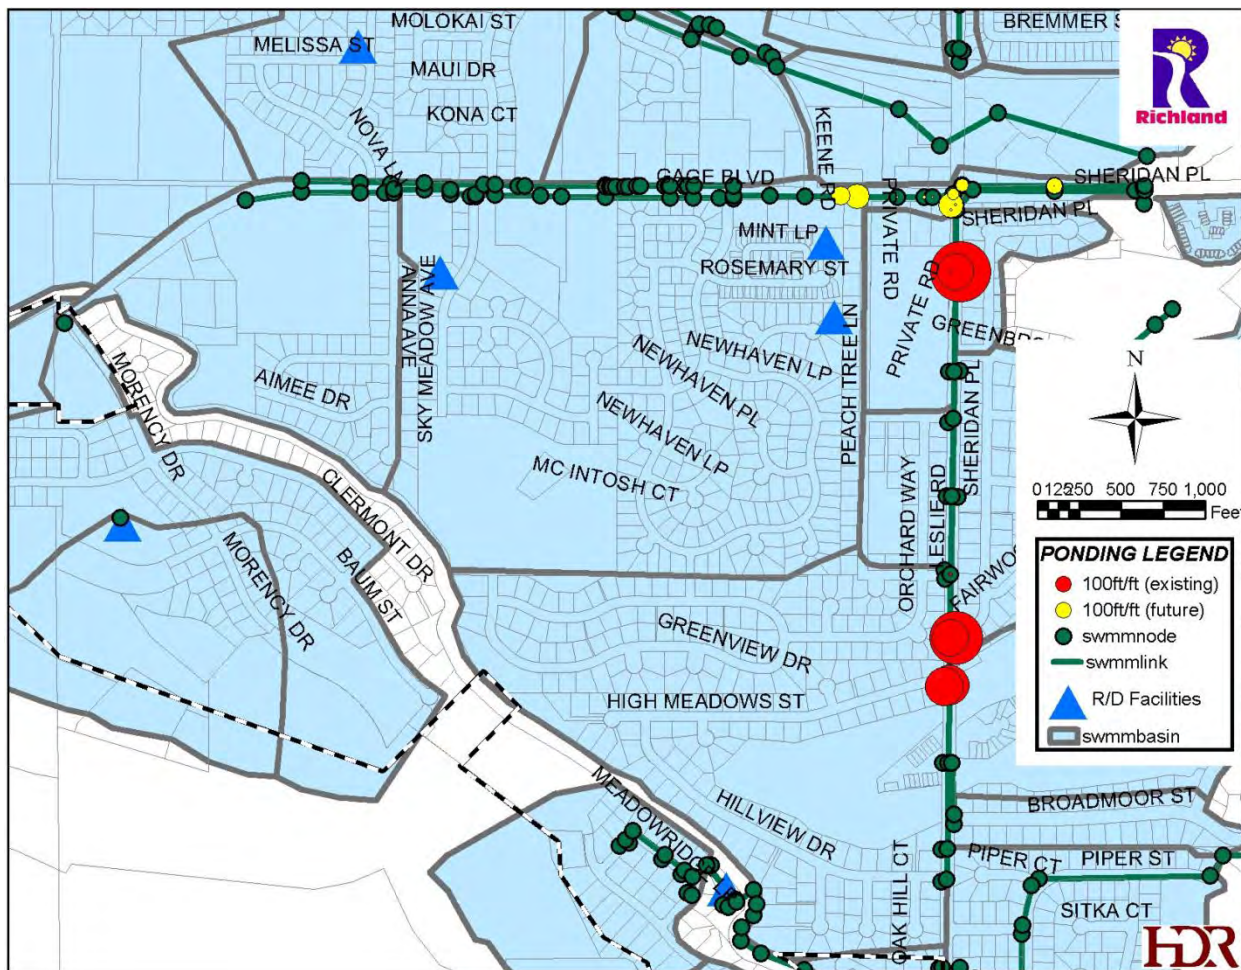 MOLOKAI ST
BREMMER S
MELISSA ST
MAUI DR
KONA CT
Richland
NOVA LN
KEENE RD
GAGE BLVD
SHERIDAN PL
PRIVATE RD
SHERIDAN PL
MINT LP
ROSEMARY ST
PRIVATE RD
ANNA AVE
SKY MEADOW AVE
GREENBR
NEWHAVEN LP
NEWHAVEN PL
PEACH TREE LN
AIMEE DR
MORENCY DR
NEWHAVEN LP
SHERIDAN PL
N
MC INTOSH CT
CLERMONT DR
ORCHARD WAY
LESLIE RD
0 125 250 500 750 1,000
Feet
MORENCY DR
BAUM ST
FAIRWO
PONDING LEGEND
100ft/ft (existing)
100ft/ft (future)
swmmnode
swmmlink
R/D Facilities
swmmbasin
GREENVIEW DR
HIGH MEADOWS ST
MEADOWRIDGE
HILLVIEW DR
BROADMOOR ST
OAK HILL CT
PIPER CT
PIPER ST
SITKA CT
HDR